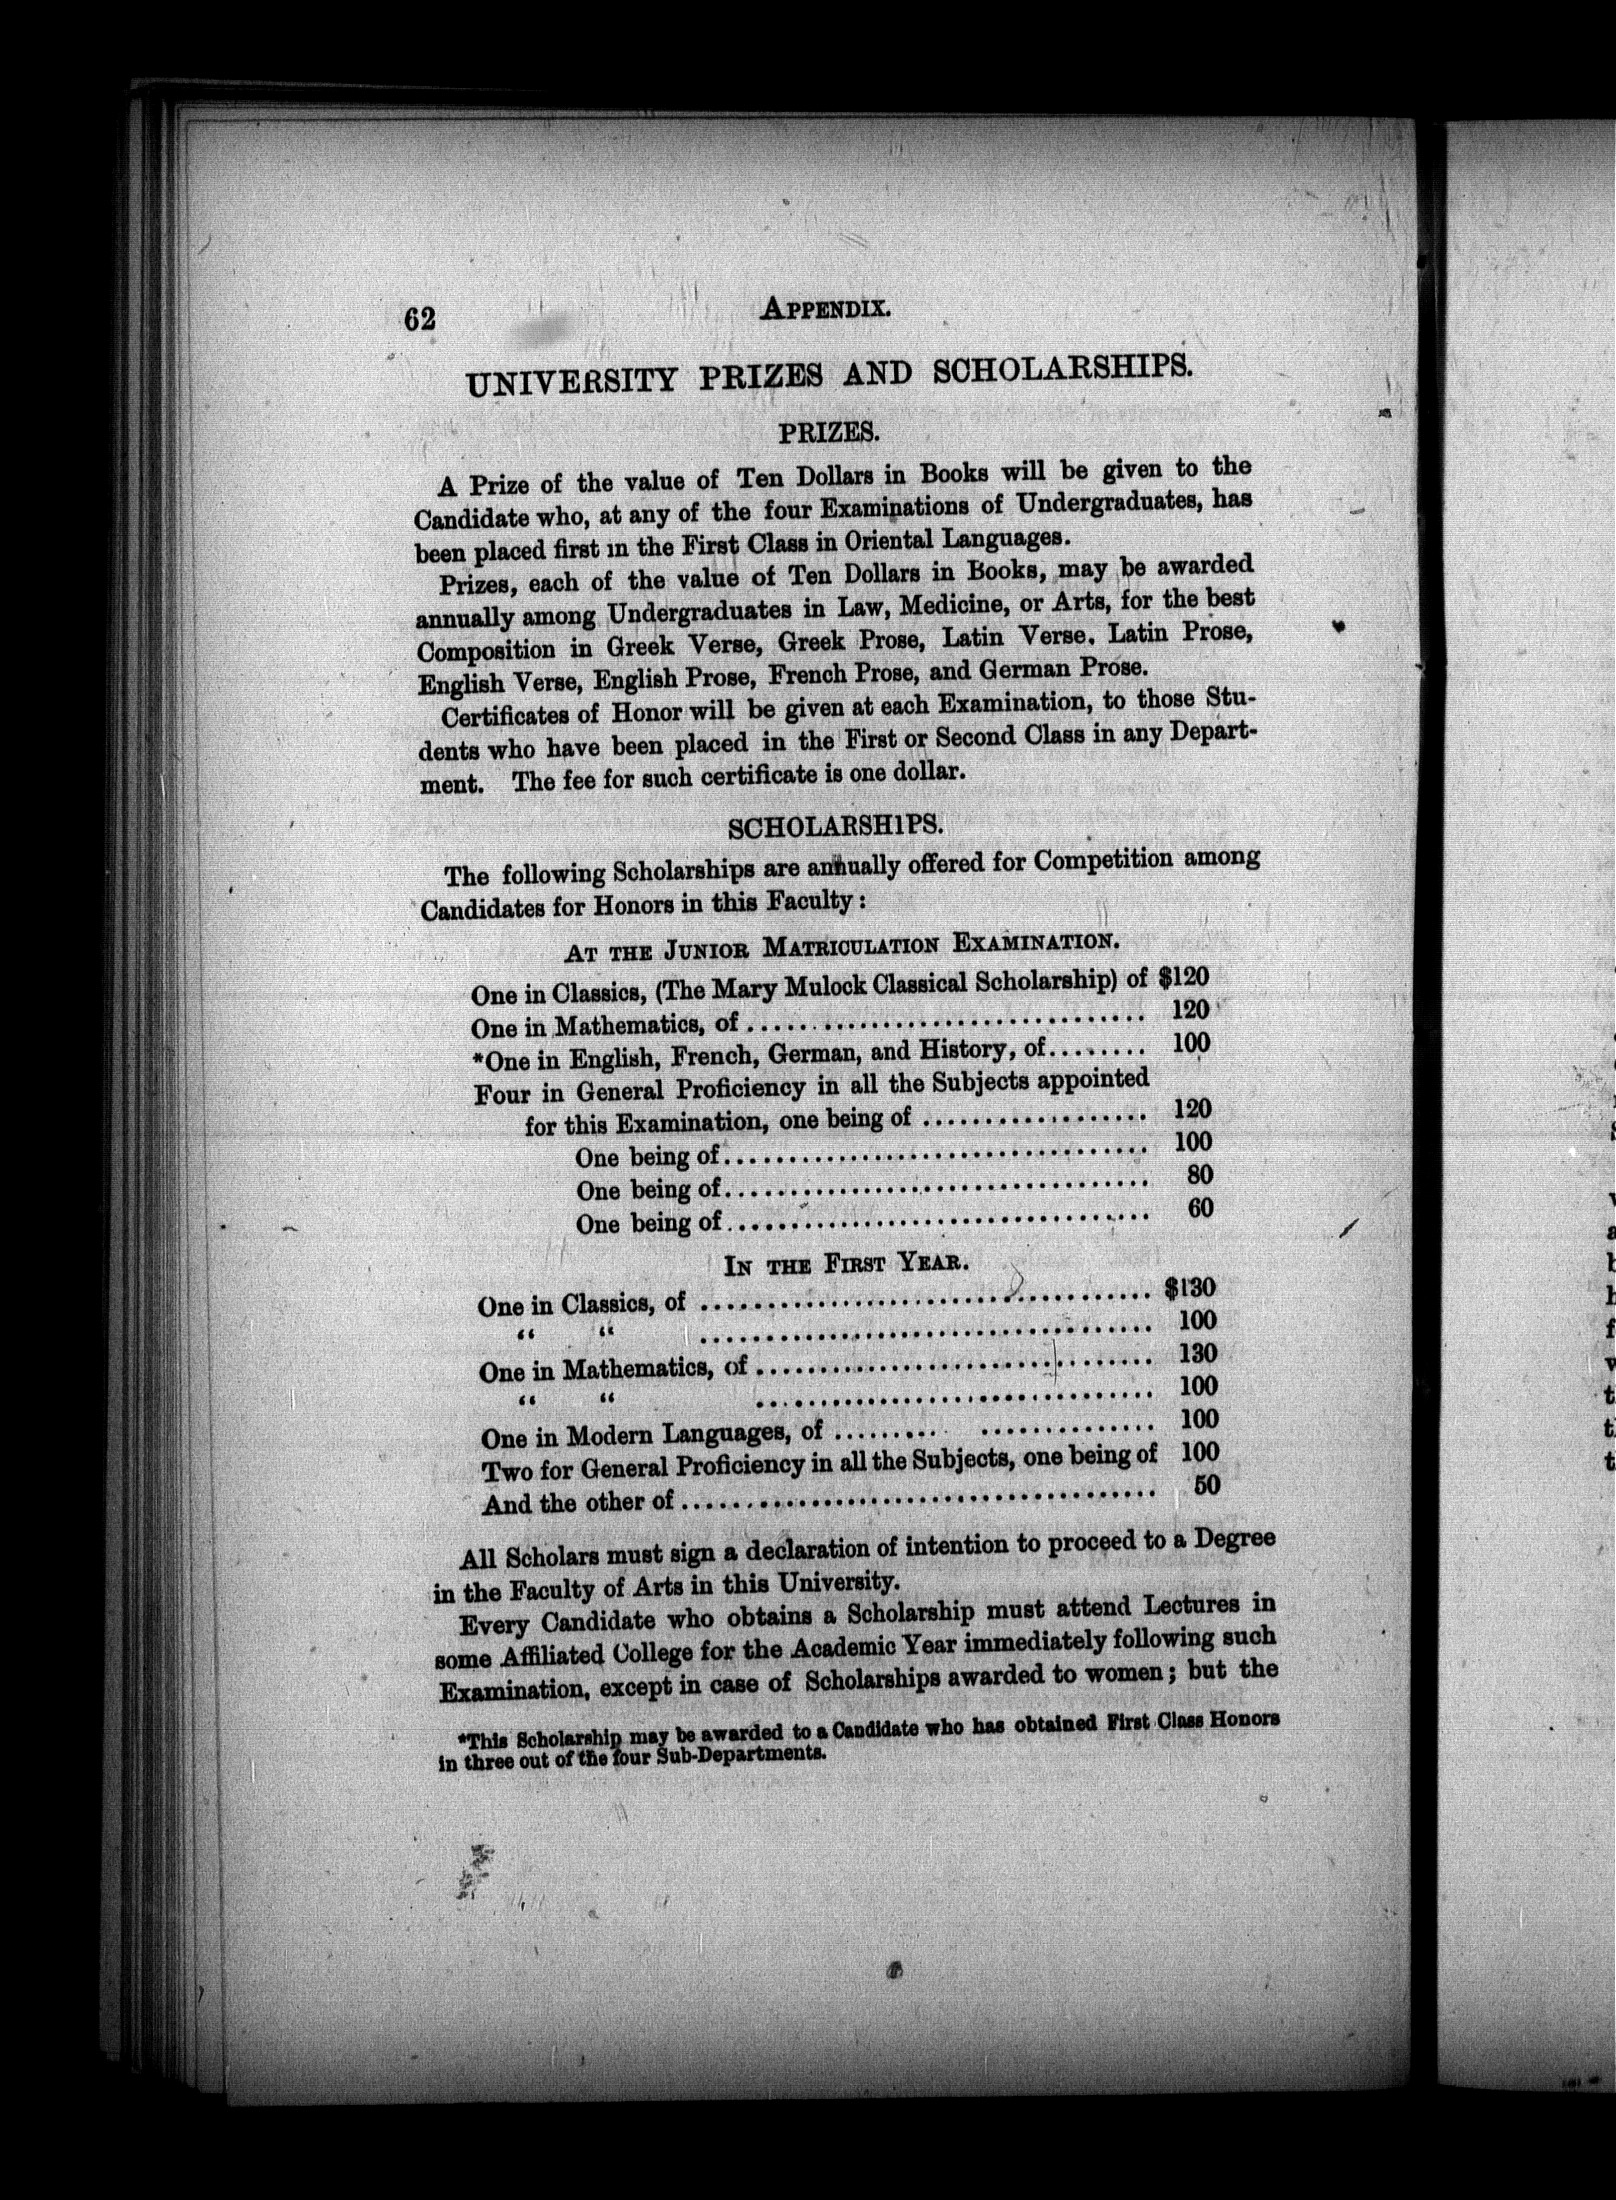 62
APPENDIX.
UNIVERSITY PRIZES AND SCHOLARSHIPS.
PRIZES.
A Prize of the value of Ten Dollars in Books will be given to the
Candidate who, at any of the four Examinations of Undergraduates, has
been placed first in the First Class in Oriental Languages.
Prizes, each of the value of Ten Dollars in Books, may be awarded
annually among Undergraduates in Law, Medicine, or Arts, for the best
Composition in Greek Verse, Greek Prose, Latin Verse. Latin Prose,
English Verse, English Prose, French Prose, and German Prose.
Certificates of Honor will be given at each Examination, to those Stu-
dents who have been placed in the First or Second Class in any Depart-
ment. The fee for such certificate is one dollar.
SCHOLARSHIPS.
The following Scholarships are annually offered for Competition among
Candidates for Honors in this Faculty:
AT THE JUNIOR MATRICULATION EXAMINATION.
One in Classics, (The Mary Mulock Classical Scholarship) of $120
One in Mathematics, of ................................ 120
*One in English, French, German, and History, of........ 100
Four in General Proficiency in all the Subjects appointed
for this Examination, one being of .................. 120
One being of.................................. 100
One being of.................................. 80
One being of.................................. 60
IN THE FIRST YEAR.
One in Classics, of .................................... $130
“ “ .................................... 100
One in Mathematics, of ................................ 130
“ “ ................................ 100
One in Modern Languages, of ......... .............. 100
Two for General Proficiency in all the Subjects, one being of 100
And the other of ...................................... 50
All Scholars must sign a declaration of intention to proceed to a Degree
in the Faculty of Arts in this University.
Every Candidate who obtains a Scholarship must attend Lectures in
some Affiliated College for the Academic Year immediately following such
Examination, except in case of Scholarships awarded to women; but the
*This Scholarship may be awarded to a Candidate who has obtained First Class Honors
in three out of the four Sub-Departments.